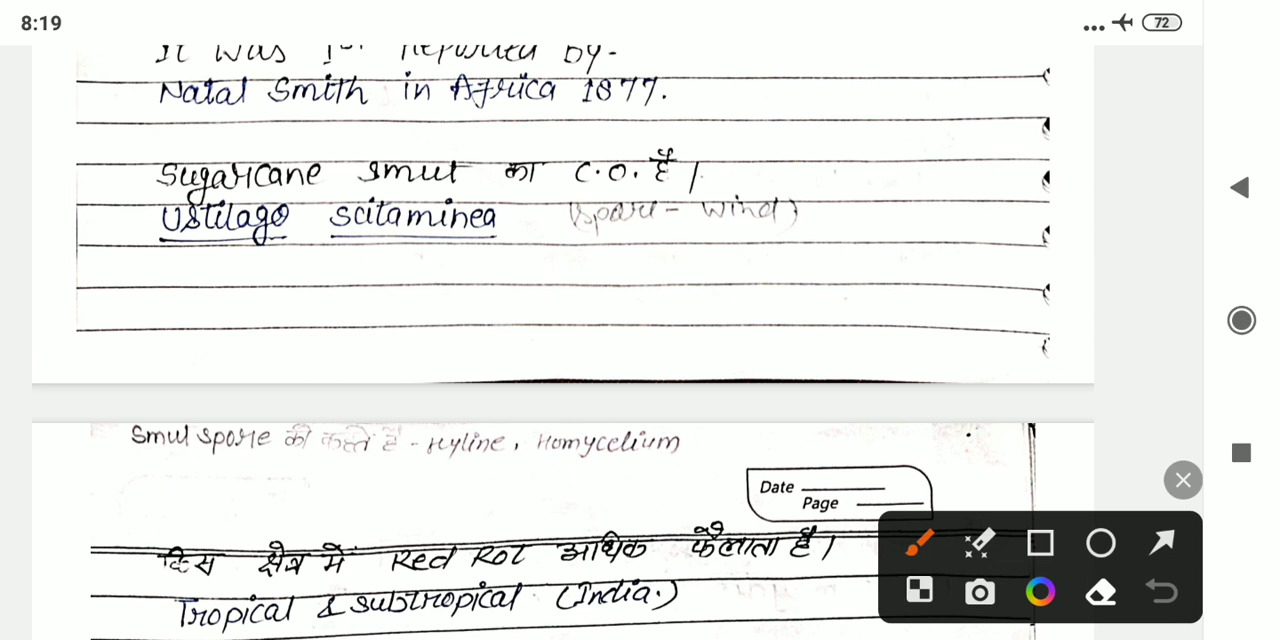 8:19
72
It was 1st Reported by-
Natal Smith in Africa 1877.
Sugarcane smut का C.O. है।
Ustilago scitaminea (spore - wind)
Smut spore को कहते हैं - Hyline, Homycelium
Date
Page
किस क्षेत्र में Red Rot अधिक फैलाता है।
Tropical & subtropical (India.)